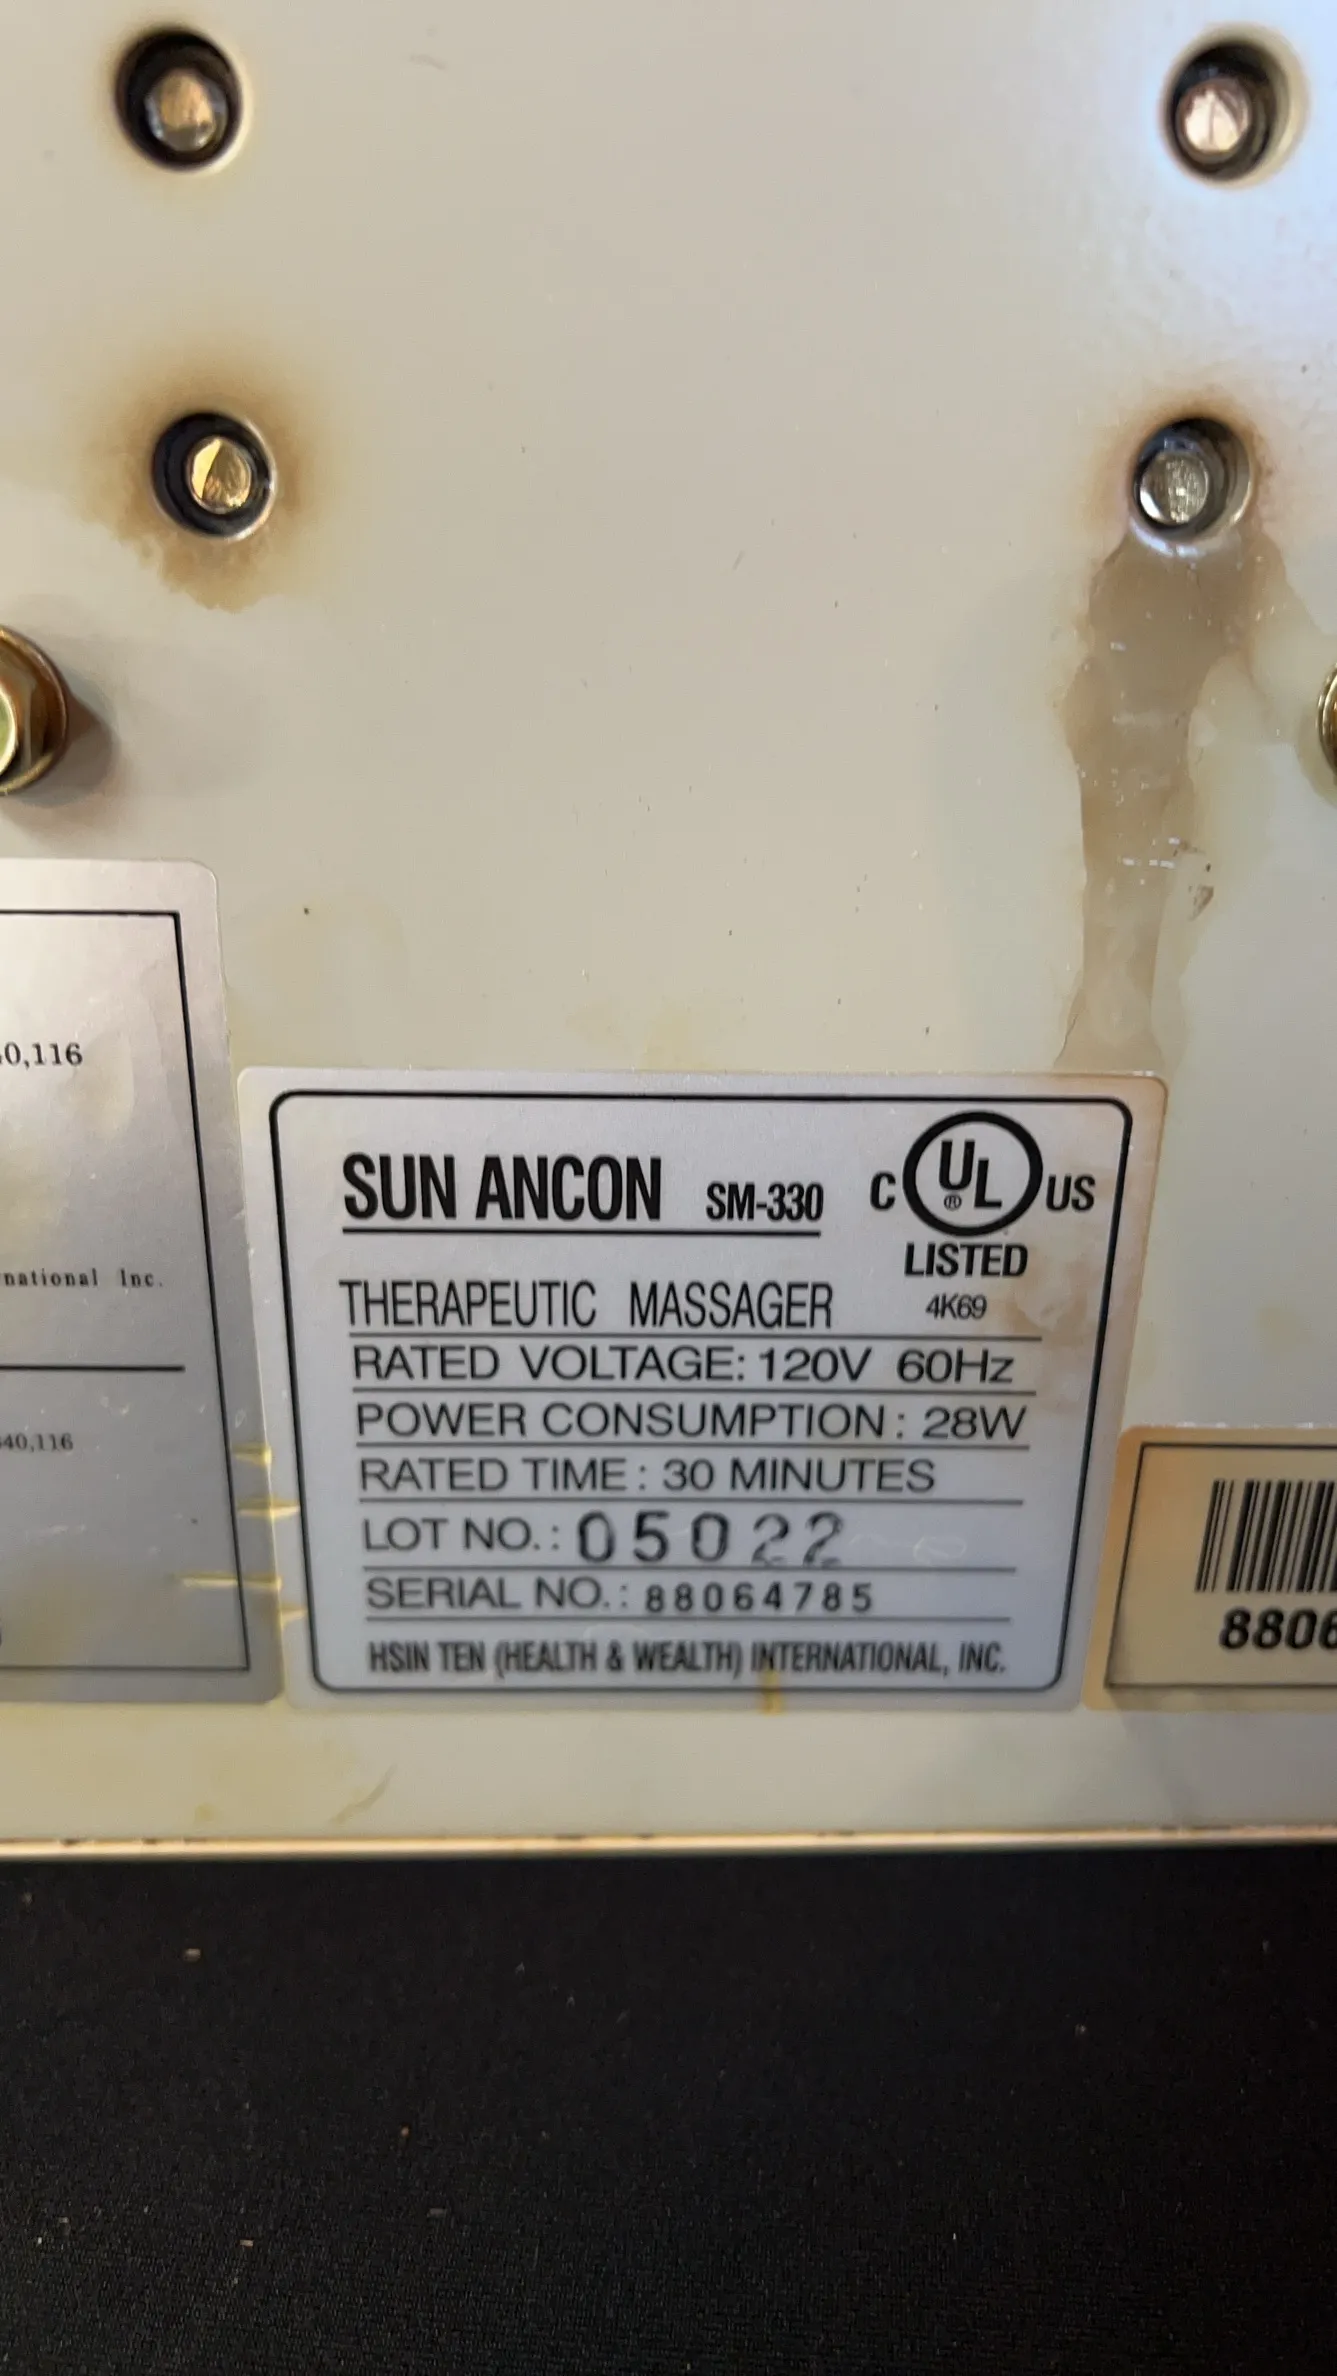 0,116
national Inc.
40,116
SUN ANCON SM-330
C UL ® US
LISTED
4K69
THERAPEUTIC MASSAGER
RATED VOLTAGE: 120V 60Hz
POWER CONSUMPTION: 28W
RATED TIME: 30 MINUTES
LOT NO.: 05022
SERIAL NO.: 88064785
HSIN TEN (HEALTH & WEALTH) INTERNATIONAL, INC.
8806